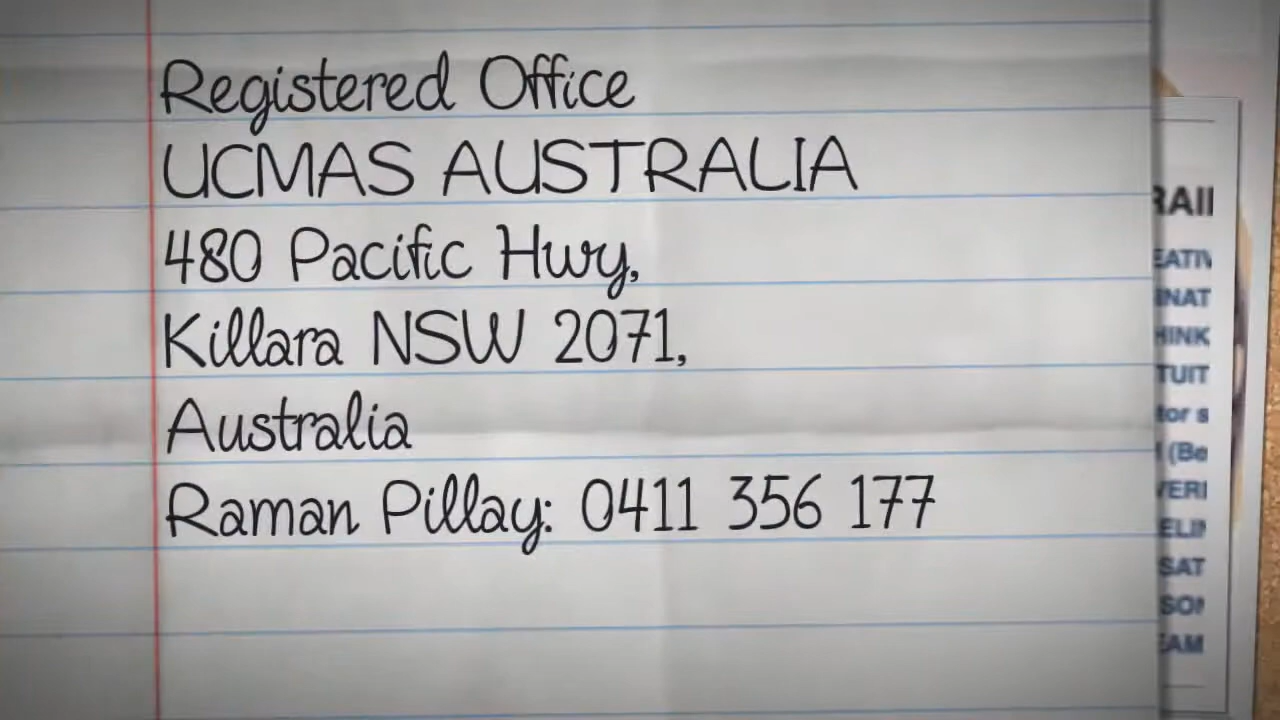 Registered Office
UCMAS AUSTRALIA
480 Pacific Hwy,
Killara NSW 2071,
Australia
Raman Pillay: 0411 356 177